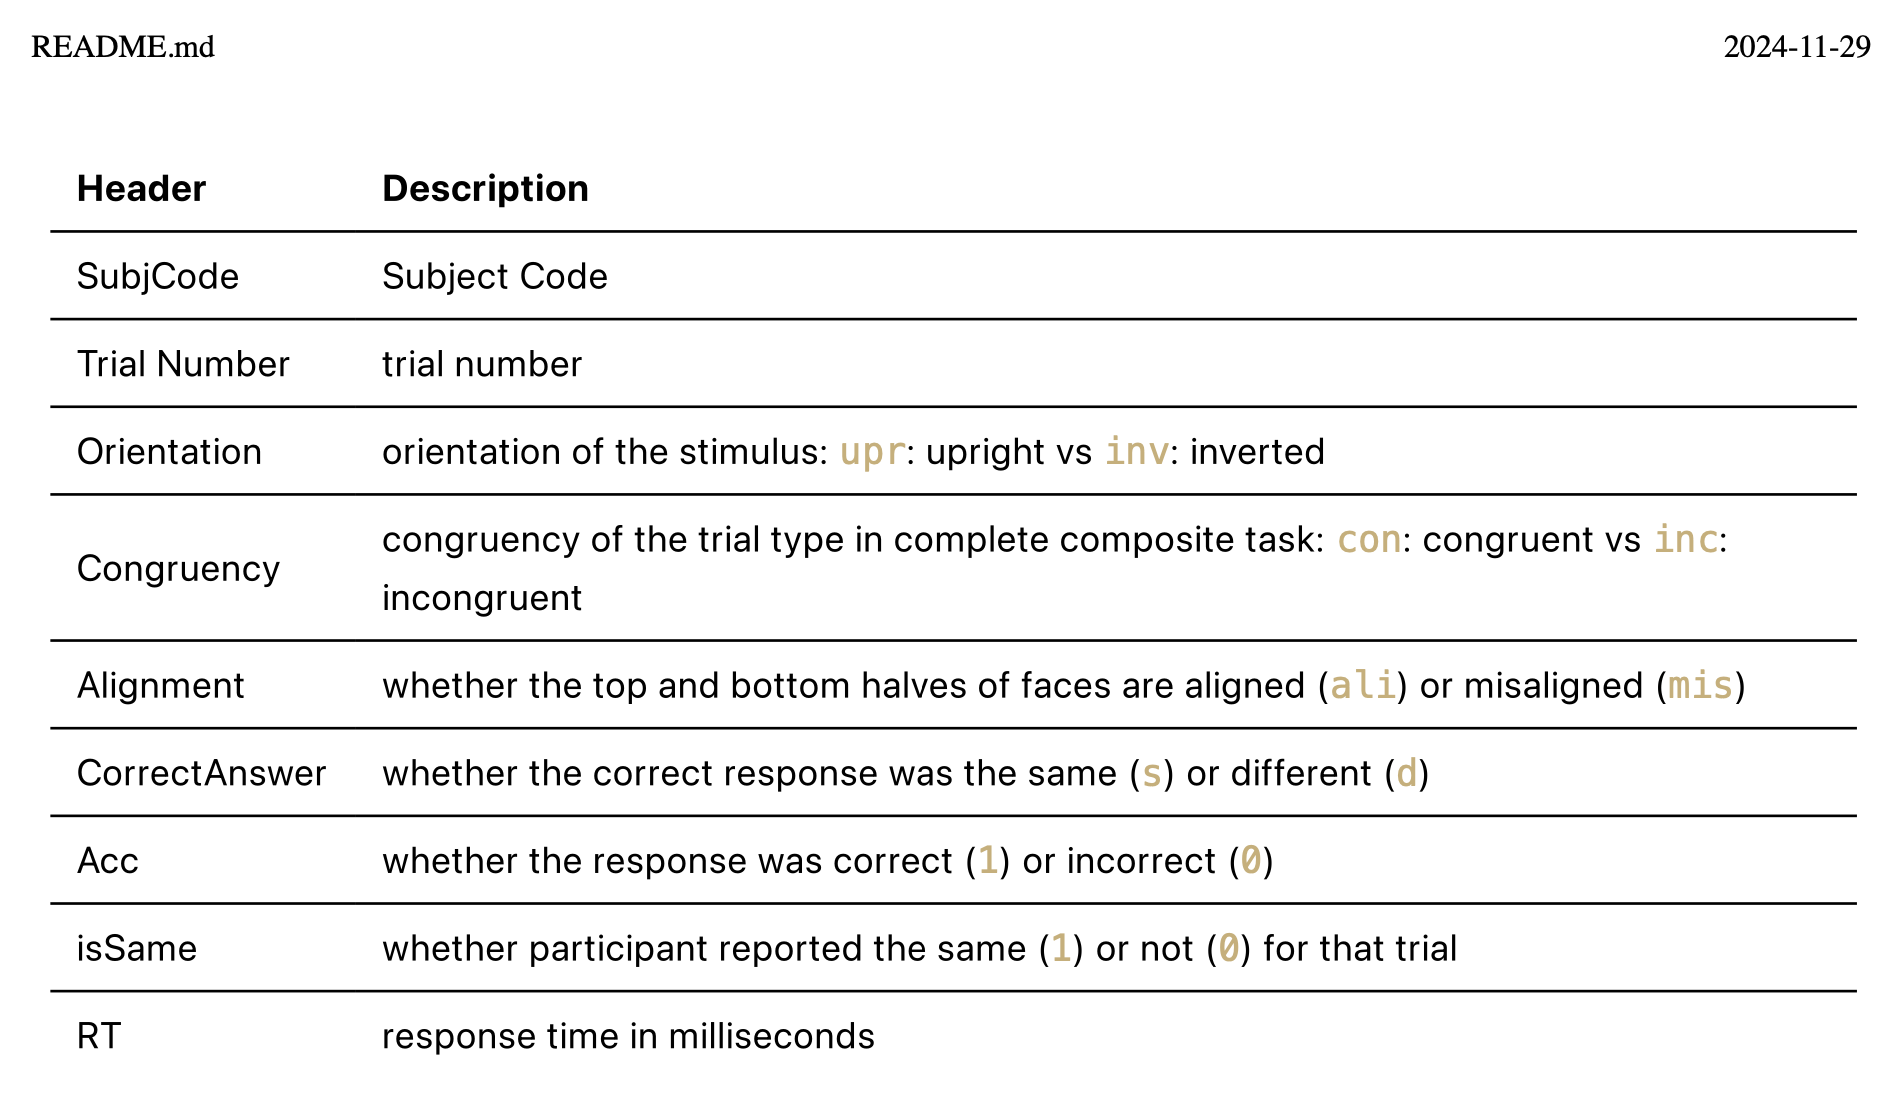 README.md 2024-11-29
Header Description
SubjCode Subject Code
Trial Number trial number
Orientation orientation of the stimulus: upr: upright vs inv: inverted
Congruency congruency of the trial type in complete composite task: con: congruent vs inc:
incongruent
Alignment whether the top and bottom halves of faces are aligned (ali) or misaligned (mis)
CorrectAnswer whether the correct response was the same (s) or different (d)
Acc whether the response was correct (1) or incorrect (0)
isSame whether participant reported the same (1) or not (0) for that trial
RT response time in milliseconds